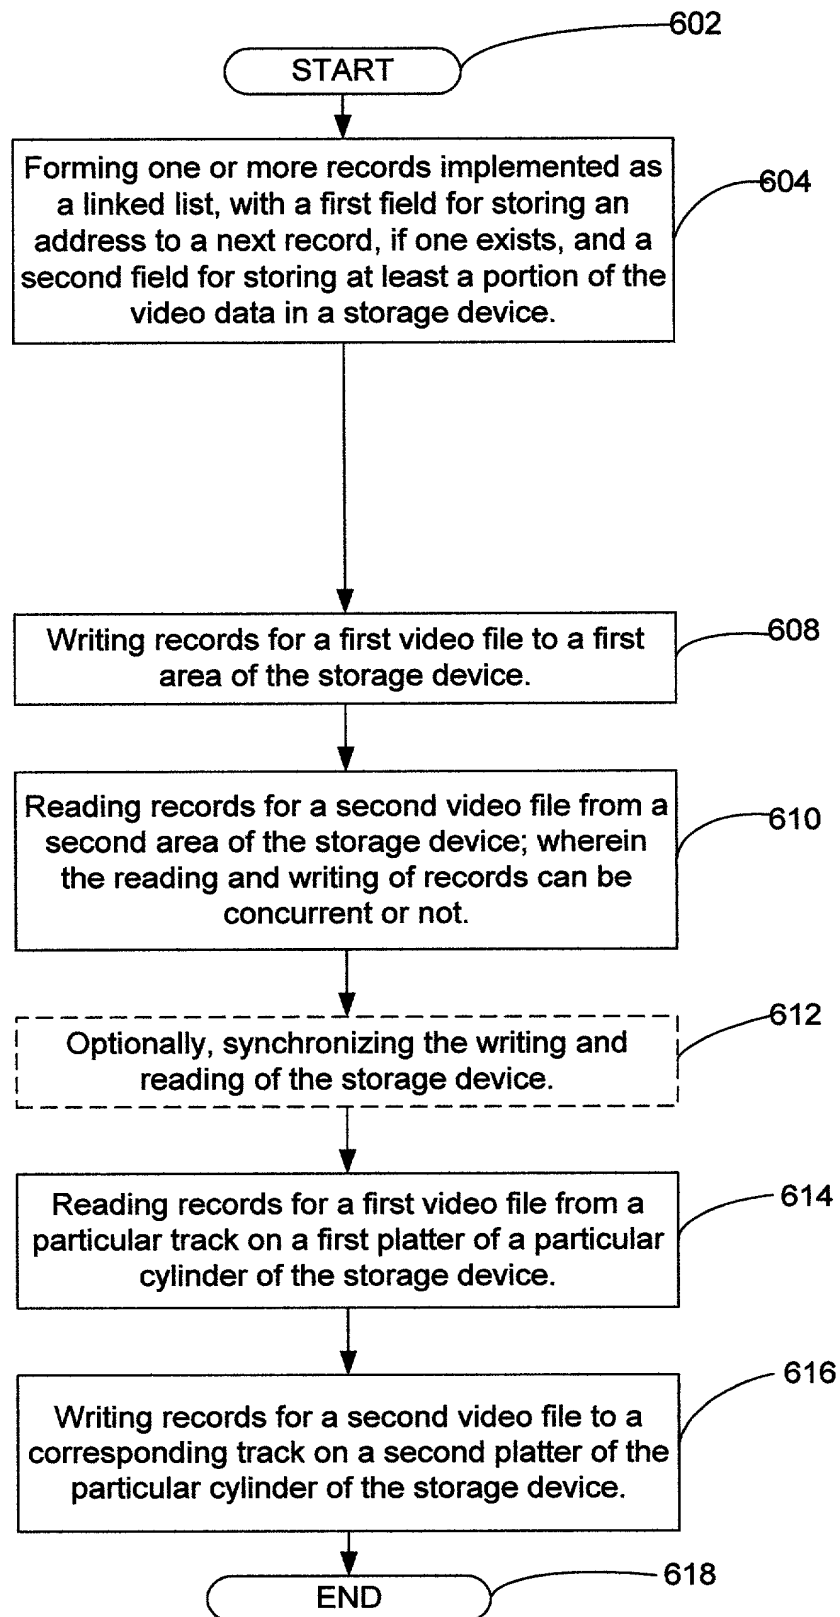 602
START
Forming one or more records implemented as
a linked list, with a first field for storing an
address to a next record, if one exists, and a
second field for storing at least a portion of the
video data in a storage device.
604
Writing records for a first video file to a first
area of the storage device.
608
Reading records for a second video file from a
second area of the storage device; wherein
the reading and writing of records can be
concurrent or not.
610
Optionally, synchronizing the writing and
reading of the storage device.
612
Reading records for a first video file from a
particular track on a first platter of a particular
cylinder of the storage device.
614
Writing records for a second video file to a
corresponding track on a second platter of the
particular cylinder of the storage device.
616
END
618